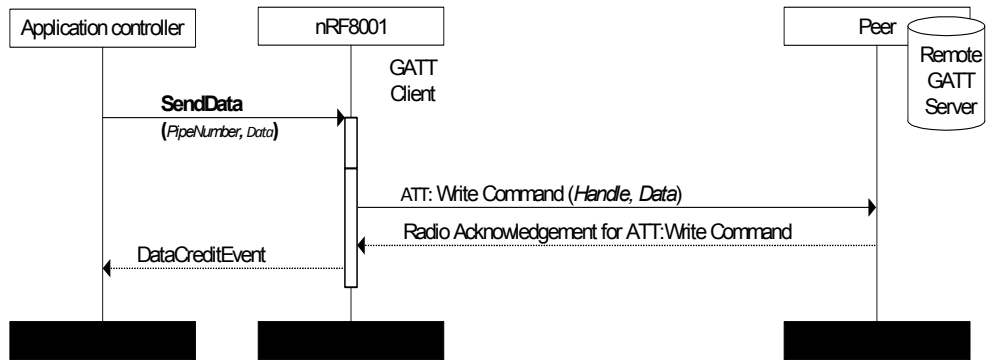 Application controller
nRF8001
Peer
Remote
GATT
Server
GATT
Client
SendData
(PipeNumber, Data)
ATT: Write Command (Handle, Data)
Radio Acknowledgement for ATT:Write Command
DataCreditEvent